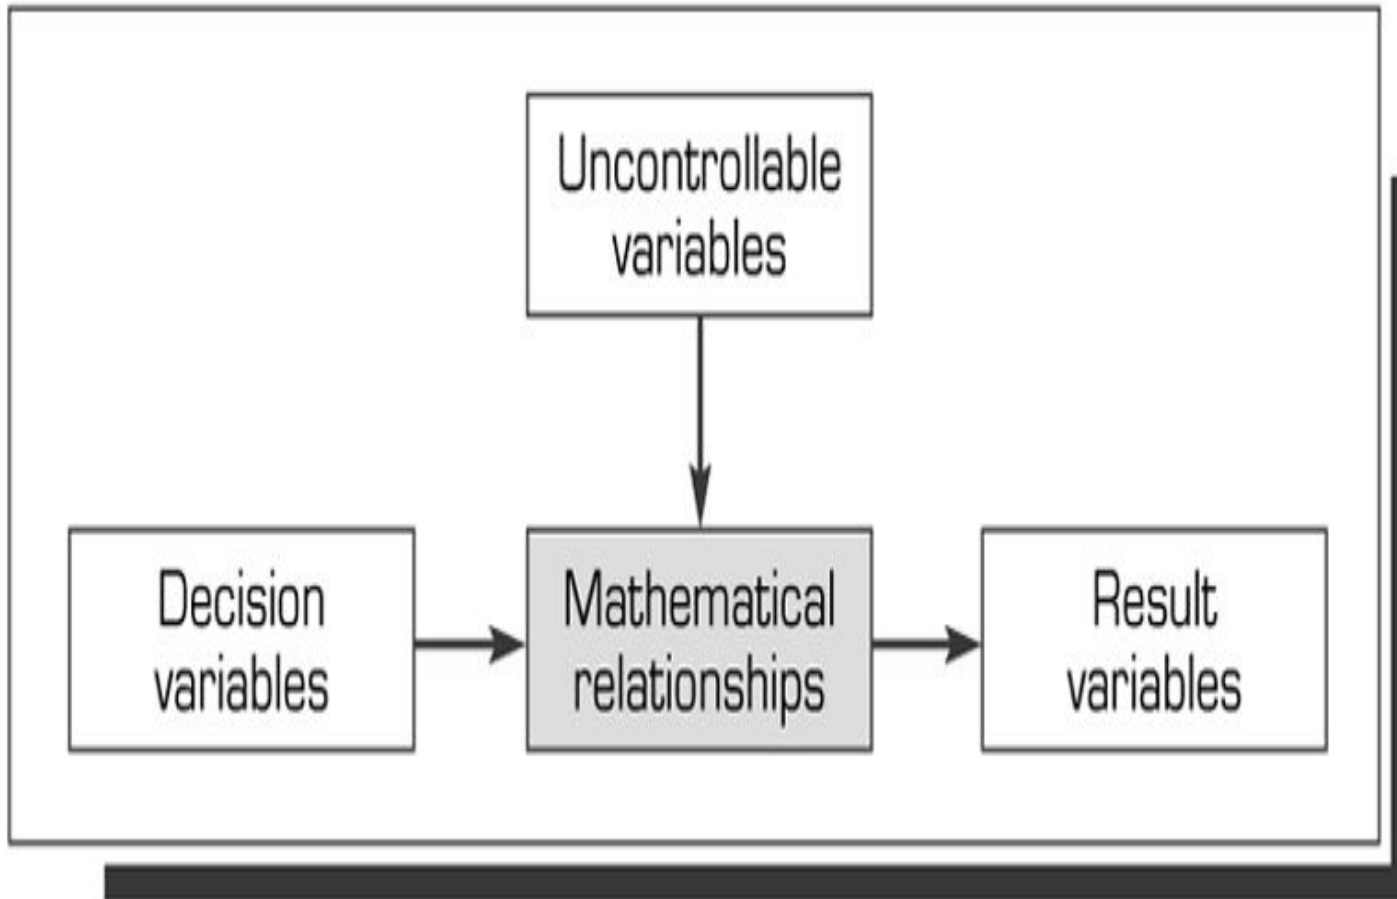 Uncontrollable
variables
Decision
variables
Mathematical
relationships
Result
variables